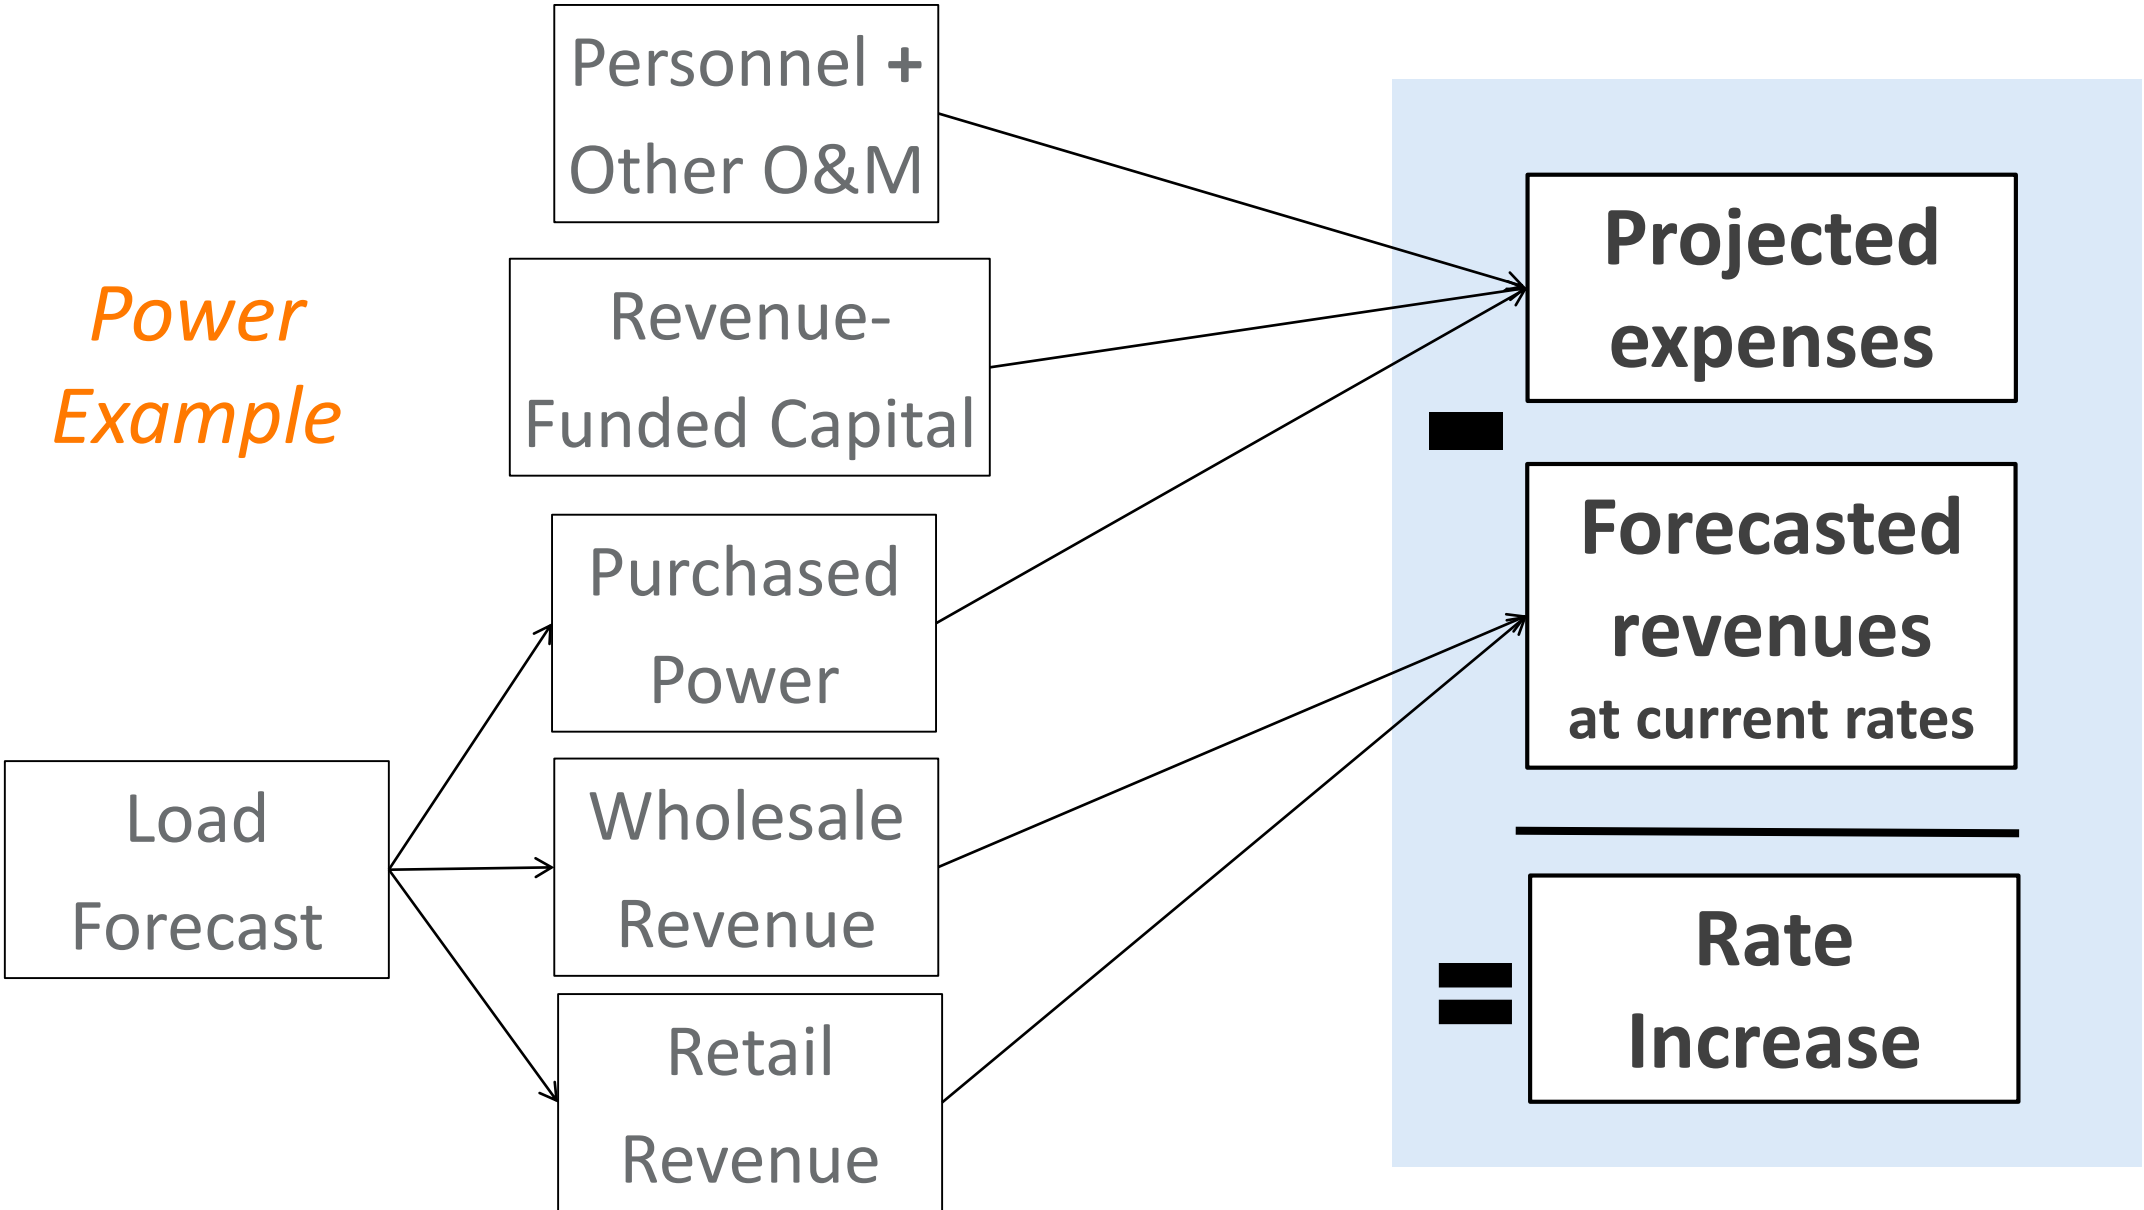 Personnel +
Other O&M
Power
Example
Revenue-
Funded Capital
Purchased
Power
Load
Forecast
Wholesale
Revenue
Retail
Revenue
Projected
expenses
-
Forecasted
revenues
at current rates
=
Rate
Increase